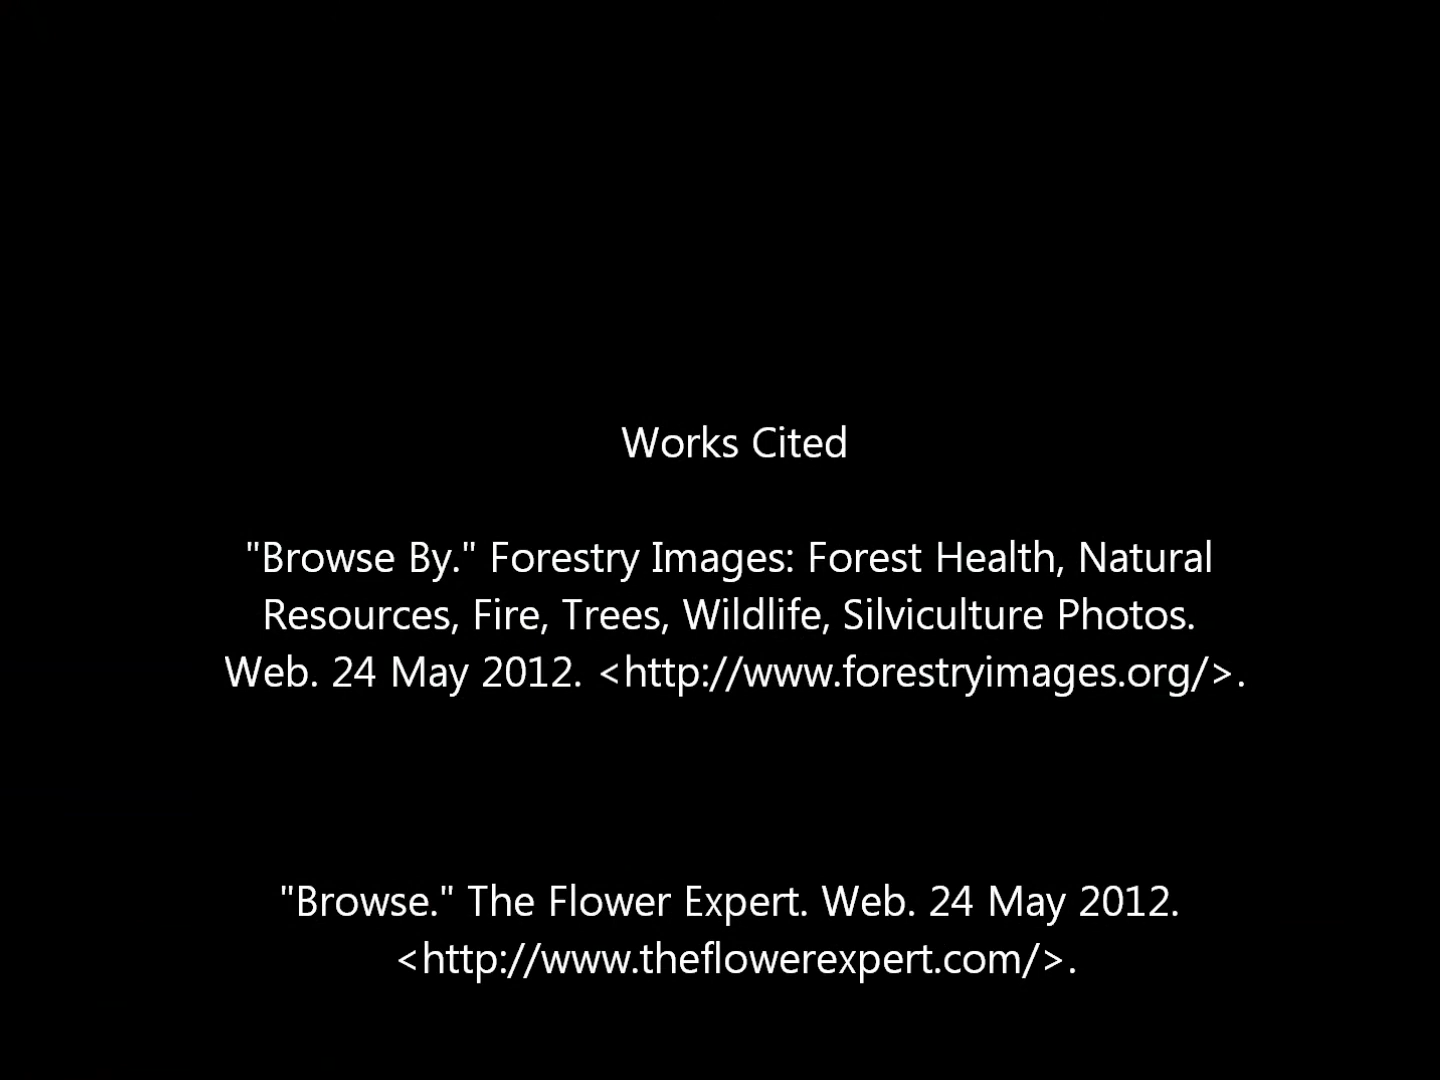 Works Cited
"Browse By." Forestry Images: Forest Health, Natural
Resources, Fire, Trees, Wildlife, Silviculture Photos.
Web. 24 May 2012. <http://www.forestryimages.org/>.
"Browse." The Flower Expert. Web. 24 May 2012.
<http://www.theflowerexpert.com/>.